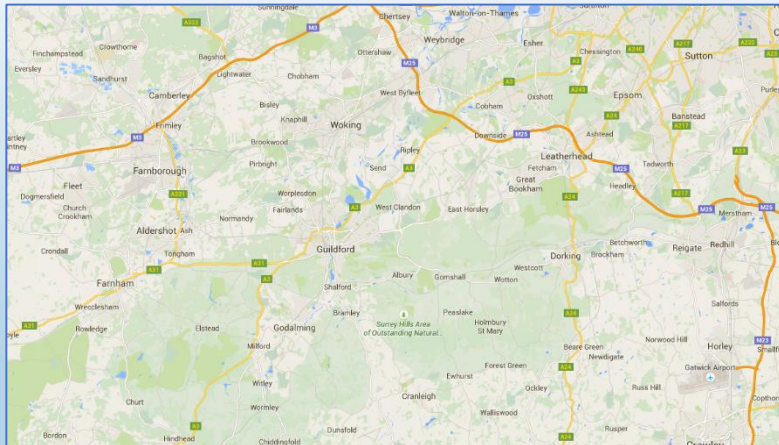 Sunningdale
Chertsey
Walton-on-Thames
Surbiton
A322
M3
Weybridge
Esher
Chessington
A240
A217
A232
Crowthorne
Finchampstead
Bagshot
Ottershaw
Sutton
Eversley
Lightwater
Chobham
M25
A3
Sandhurst
Camberley
West Byfleet
Oxshott
A243
Epsom
Purley
Bisley
Cobham
A24
Banstead
Frimley
Knaphill
Woking
A217
M3
Brookwood
Downside
M25
Ashtead
A23
Hartley
Wintney
Ripley
Leatherhead
M3
Pirbright
Send
A3
Fetcham
Tadworth
Farnborough
M25
Fleet
Great
Bookham
Headley
Dogmersfield
A331
Worplesdon
A24
A217
Church
Crookham
Fairlands
A3
West Clandon
East Horsley
M25
M25
Normandy
Merstham
Aldershot
Ash
Crondall
Guildford
Betchworth
Reigate
Redhill
Tongham
Dorking
Brockham
A31
A31
Westcott
A3
Albury
Gomshall
Wotton
Farnham
Shalford
Salfords
Wrecclesham
Bramley
Peaslake
A24
Rowledge
Elstead
Godalming
Surrey Hills Area
of Outstanding Natural...
Holmbury
St Mary
A31
Norwood Hill
M23
Milford
Beare Green
Horley
Newdigate
Gatwick Airport
Forest Green
A24
Witley
Ewhurst
Ockley
Russ Hill
Churt
Wormley
Cranleigh
Copthorne
A3
Walliswood
Dunsfold
Rusper
Bordon
Hindhead
Chiddingfold
Crawley